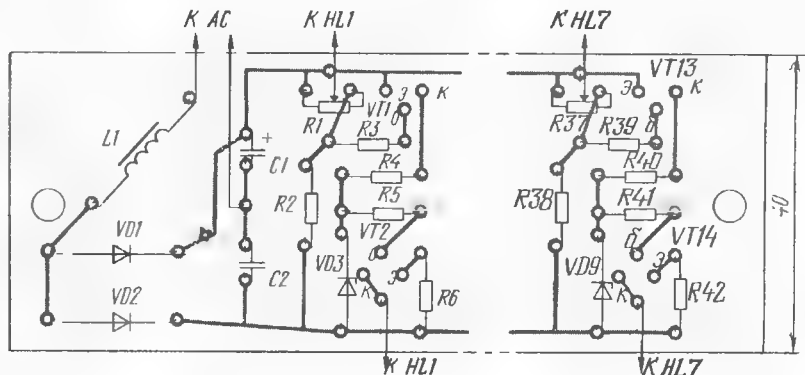 К АС
К HL1
К HL7
L1
+
C1
C2
VD1
VD2
R1
R2
R3
R4
R5
R6
VT1
Э
б
К
VT2
б
Э
К
VD3
К HL1
R37
R38
R39
R40
R41
R42
Э
VT13
К
б
VT14
б
Э
К
VD9
К HL7